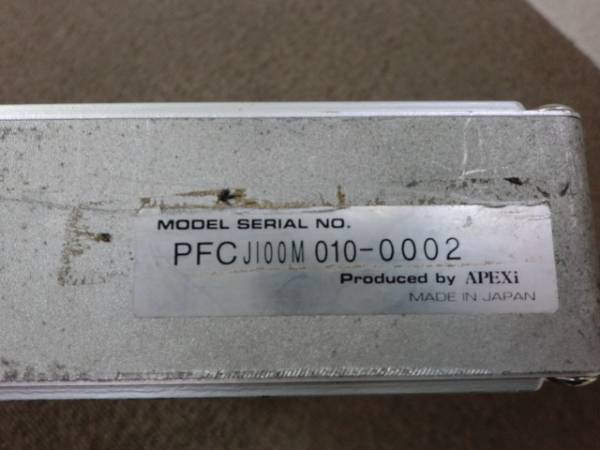 MODEL SERIAL NO.
PFC J100M 010-0002
Produced by APEXi
MADE IN JAPAN